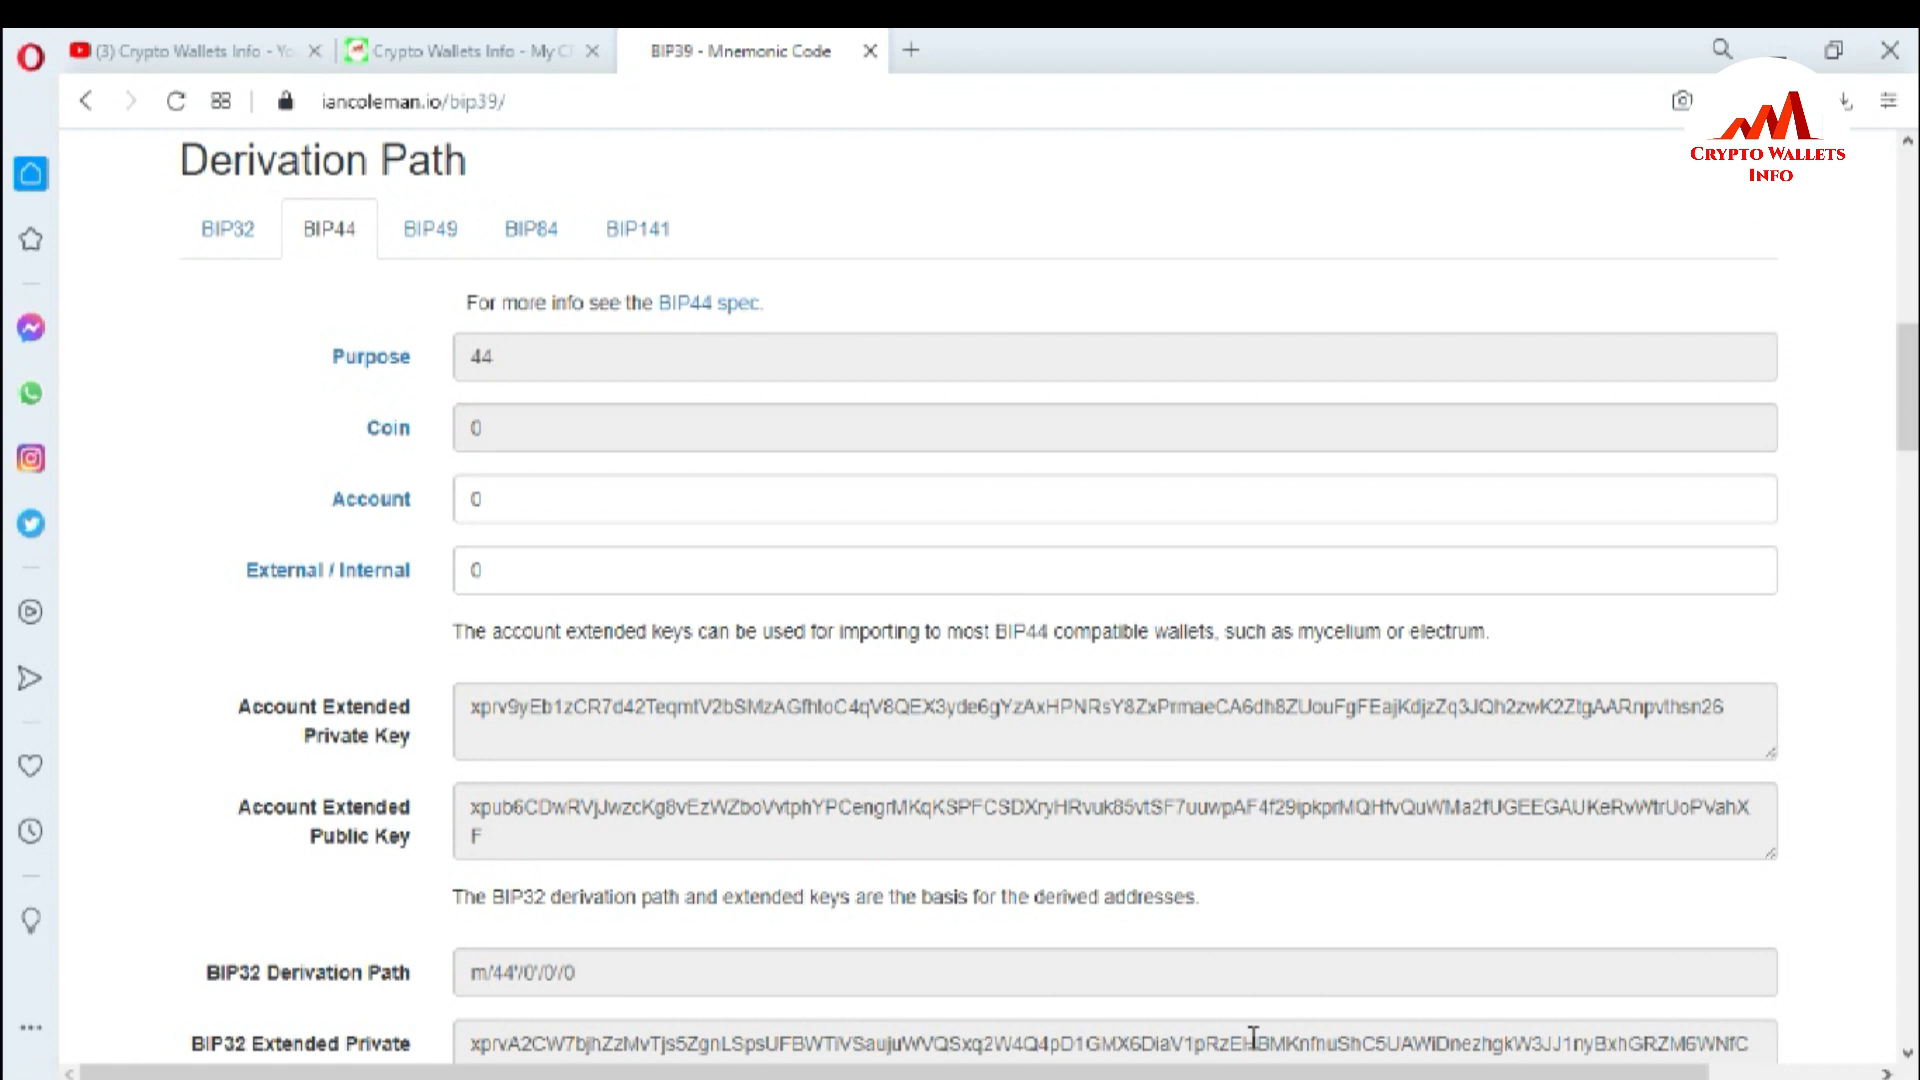 (3) Crypto Wallets Info - Yo
Crypto Wallets Info - My C
BIP39 - Mnemonic Code
iancoleman.io/bip39/
CRYPTO WALLETS
INFO
Derivation Path
BIP32
BIP44
BIP49
BIP84
BIP141
For more info see the BIP44 spec.
Purpose
44
Coin
0
Account
0
External / Internal
0
The account extended keys can be used for importing to most BIP44 compatible wallets, such as mycelium or electrum.
Account Extended
Private Key
Account Extended
Public Key
F
The BIP32 derivation path and extended keys are the basis for the derived addresses.
BIP32 Derivation Path
m/44'/0'/0'/0
BIP32 Extended Private